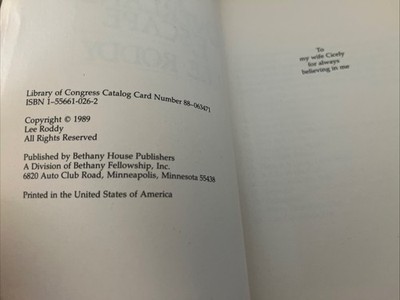 Library of Congress Catalog Card Number 88-063471
ISBN 1-55661-026-2
Copyright © 1989
Lee Roddy
All Rights Reserved
Published by Bethany House Publishers
A Division of Bethany Fellowship, Inc.
6820 Auto Club Road, Minneapolis, Minnesota 55438
Printed in the United States of America
To
my wife Cicely
for always
believing in me